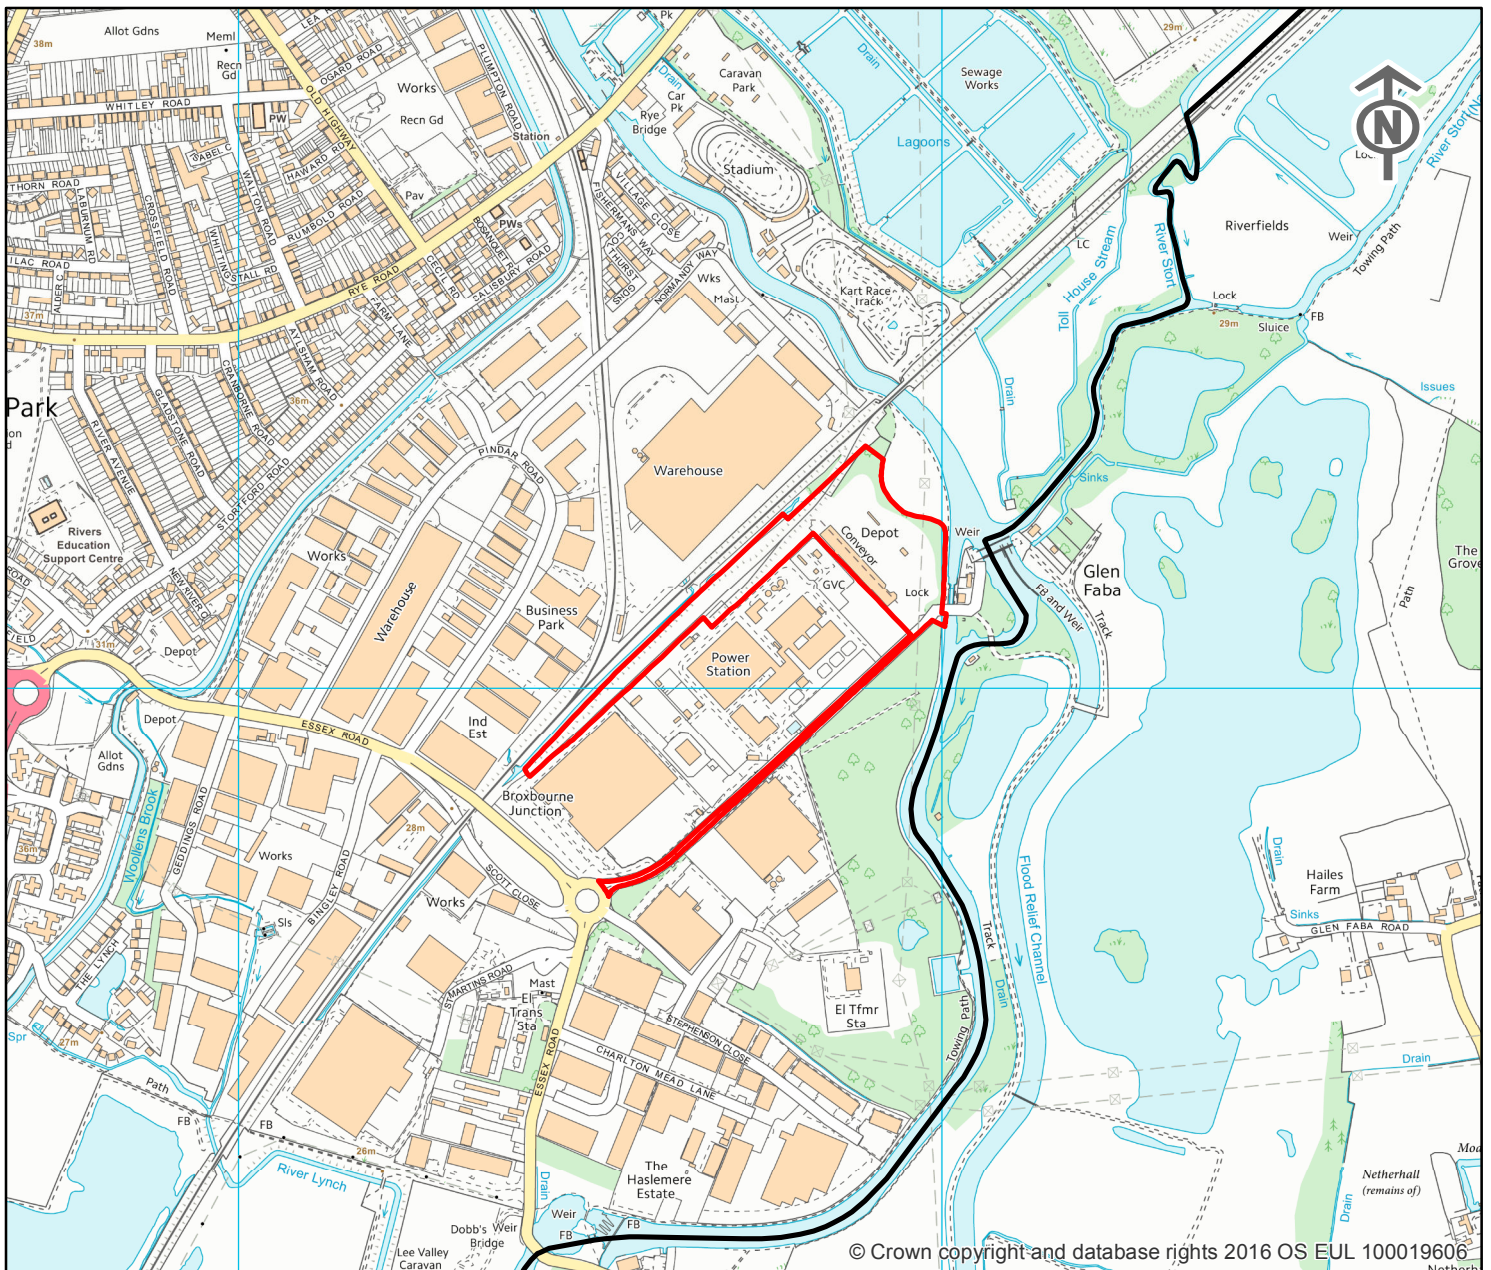 Allot Gdns
Meml
Recn
Gd
38m
LEA ROAD
OGARD ROAD
OLD HIGHWAY
PLUMPTON ROAD
Works
Recn Gd
Station
WHITLEY ROAD
PW
HAWARD RD
WALTON ROAD
RUMBOLD ROAD
Pav
LABURNUM RD
CROSSFIELD ROAD
WHITTINGSTALL RD
LILAC ROAD
ALDER C
37m
RYE ROAD
PWs
BOSANQUET R
CECIL RD
SALISBURY ROAD
FARM LANE
AYLSHAM ROAD
CRANBORNE ROAD
GLADSTONE ROAD
RIVER AVENUE
36m
STORTFORD ROAD
Park
Rivers
Education
Support Centre
NEW RIVER C
FIELD
31m
Depot
Pk
Drain
Car
Pk
Rye
Bridge
Caravan
Park
Stadium
VILLAGE CLOSE
FISHERMANS WAY
COTHURST
GDNS
NORMANDY WAY
Wks
Mast
Kart Race
Track
Drain
Lagoons
Sewage
Works
29m
LC
Toll House Stream
River Stort
Riverfields
Weir
Towing Path
Lock
29m
Sluice
FB
Issues
Drain
Sinks
Path
The
Grove
Warehouse
PINDAR ROAD
Works
Warehouse
Business
Park
Ind
Est
Depot
Conveyor
GVC
Lock
Weir
Power
Station
Glen
Faba
FB and Weir
Track
Depot
Allot
Gdns
ESSEX ROAD
Broxbourne
Junction
28m
Woollens Brook
GEDDINGS ROAD
Works
BINGLEY ROAD
SCOTT CLOSE
Works
Sls
36m
THE LYNCH
Spr
27m
Path
FB
FB
26m
River Lynch
ST MARTINS ROAD
Mast
El
Trans
Sta
ESSEX ROAD
STEPHENSON CLOSE
CHARLTON MEAD LANE
El Tfmr
Sta
Towing Path
Track
Drain
Flood Relief Channel
Hailes
Farm
Drain
Sinks
GLEN FABA ROAD
Drain
Netherhall
(remains of)
Drain
The
Haslemere
Estate
Drain
Weir
FB
FB
Dobb's Weir
Bridge
Lee Valley
Caravan
© Crown copyright and database rights 2016 OS EUL 100019606